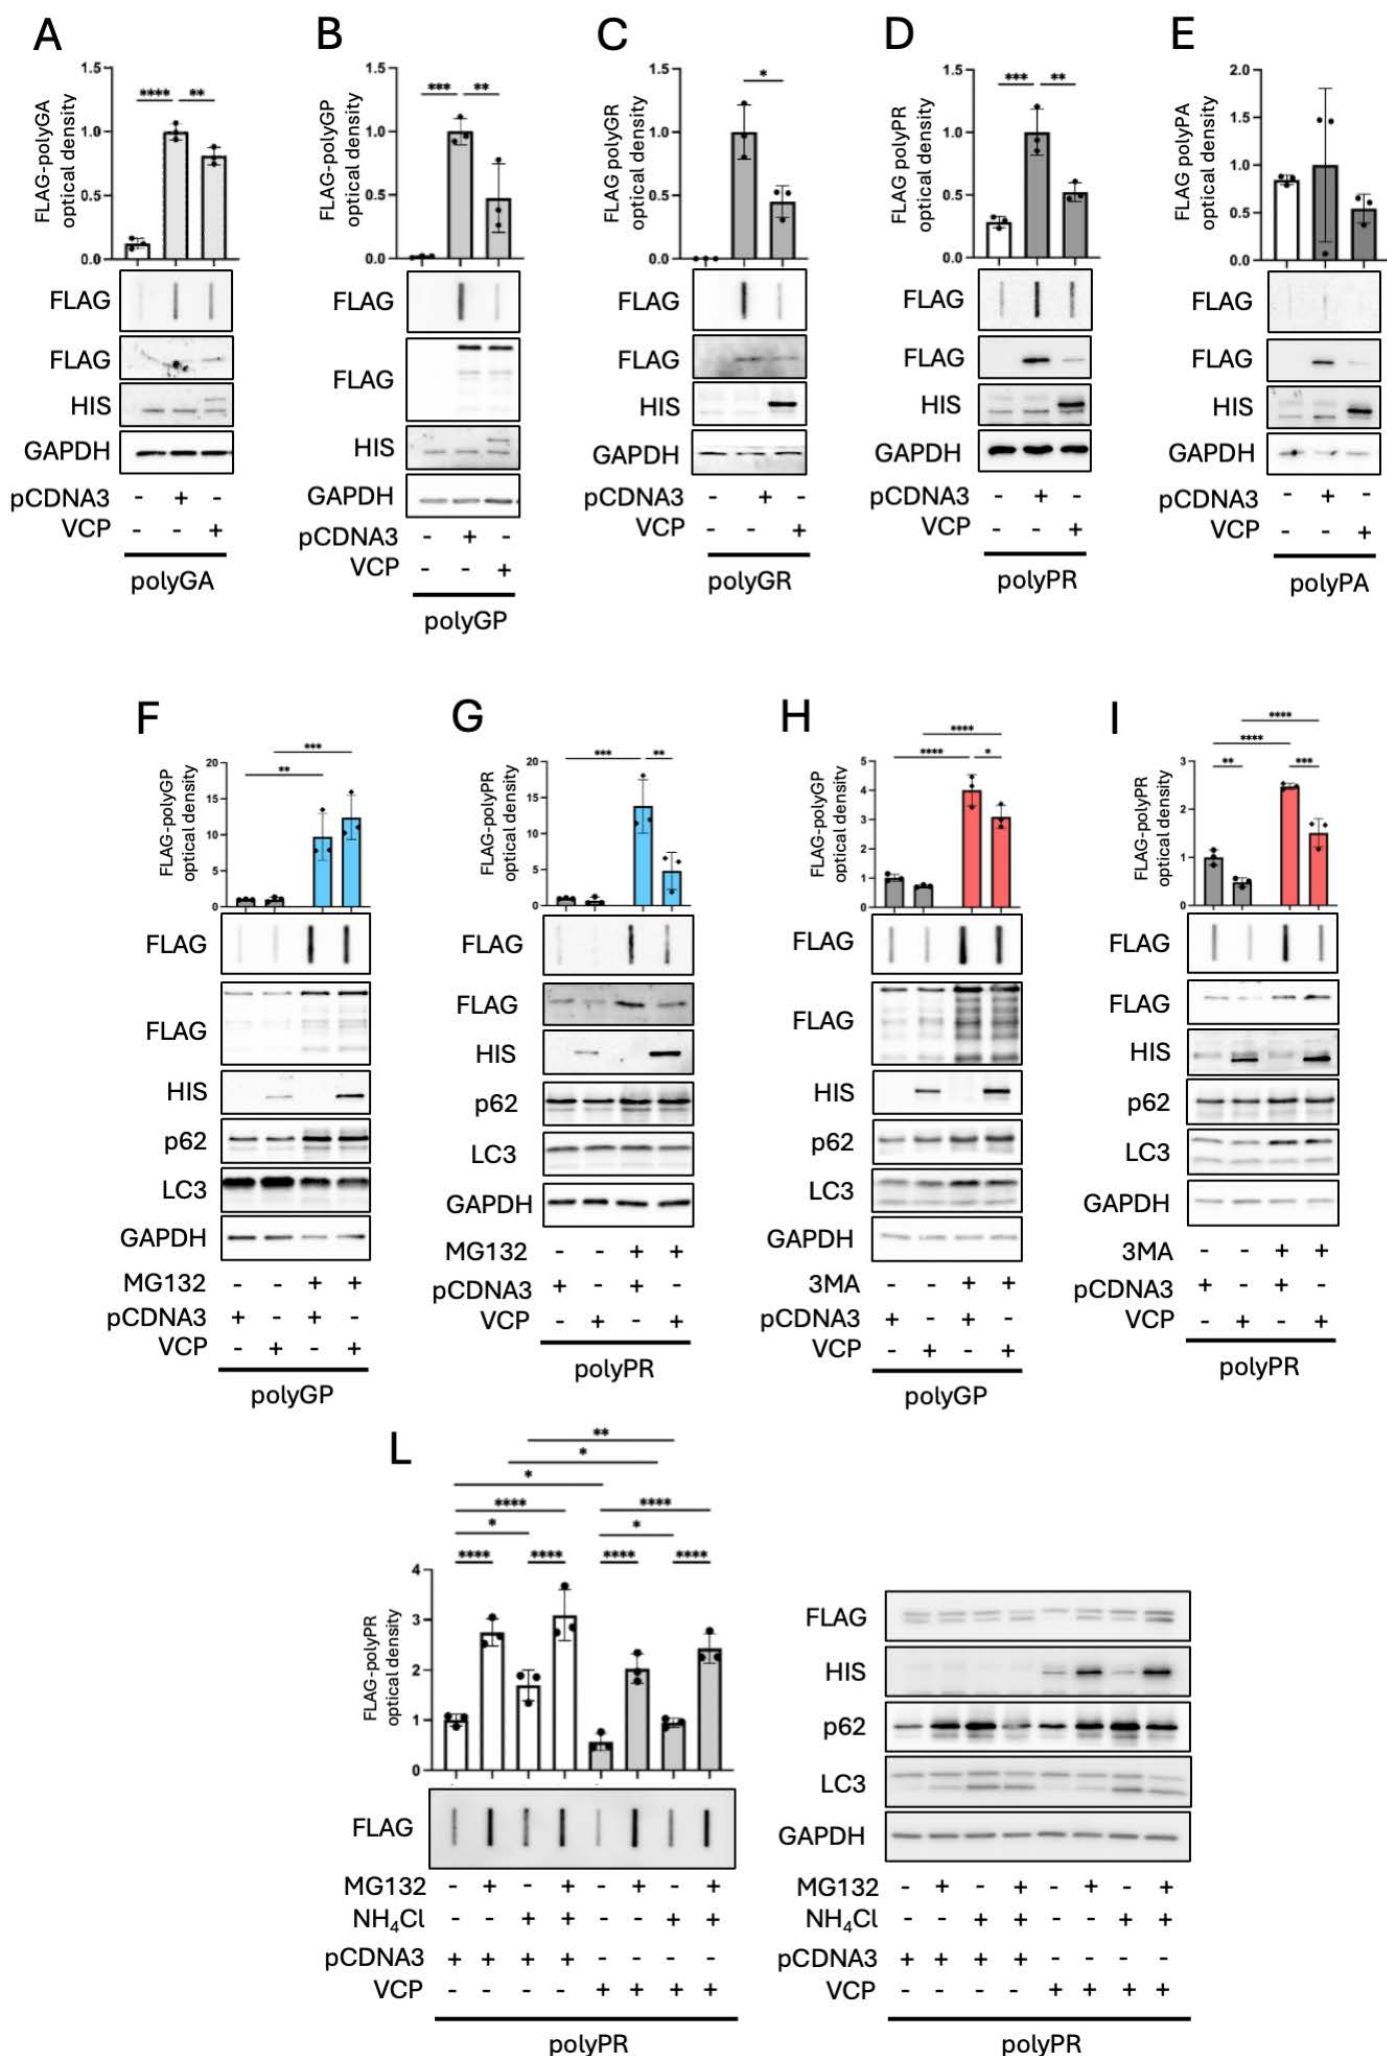 A
FLAG-polyGA
optical density
1.5
1.0
0.5
0.0
**** **
FLAG
FLAG
HIS
GAPDH
pCDNA3 - + -
VCP - - +
polyGA
B
FLAG-polyGP
optical density
1.5
1.0
0.5
0.0
*** **
FLAG
FLAG
HIS
GAPDH
pCDNA3 - + -
VCP - - +
polyGP
C
FLAG polyGR
optical density
1.5
1.0
0.5
0.0
*
FLAG
FLAG
HIS
GAPDH
pCDNA3 - + -
VCP - - +
polyGR
D
FLAG polyPR
optical density
1.5
1.0
0.5
0.0
*** **
FLAG
FLAG
HIS
GAPDH
pCDNA3 - + -
VCP - - +
polyPR
E
FLAG polyPA
optical density
2.0
1.5
1.0
0.5
0.0
FLAG
FLAG
HIS
GAPDH
pCDNA3 - + -
VCP - - +
polyPA
F
FLAG-polyGP
optical density
20
15
10
5
0
***
**
FLAG
FLAG
HIS
p62
LC3
GAPDH
MG132 - - + +
pCDNA3 + - + -
VCP - + - +
polyGP
G
FLAG-polyPR
optical density
20
15
10
5
0
*** **
FLAG
FLAG
HIS
p62
LC3
GAPDH
MG132 - - + +
pCDNA3 + - + -
VCP - + - +
polyPR
H
FLAG-polyGP
optical density
5
4
3
2
1
0
****
**** *
FLAG
FLAG
HIS
p62
LC3
GAPDH
3MA - - + +
pCDNA3 + - + -
VCP - + - +
polyGP
I
FLAG-polyPR
optical density
3
2
1
0
****
****
** ***
FLAG
FLAG
HIS
p62
LC3
GAPDH
3MA - - + +
pCDNA3 + - + -
VCP - + - +
polyPR
L
FLAG-polyPR
optical density
4
3
2
1
0
**
*
*
**** ****
* *
**** **** **** ****
FLAG
MG132 - + - + - + - +
NH₄Cl - - + + - - + +
pCDNA3 + + + + - - - -
VCP - - - - + + + +
polyPR
FLAG
HIS
p62
LC3
GAPDH
MG132 - + - + - + - +
NH₄Cl - - + + - - + +
pCDNA3 + + + + - - - -
VCP - - - - + + + +
polyPR